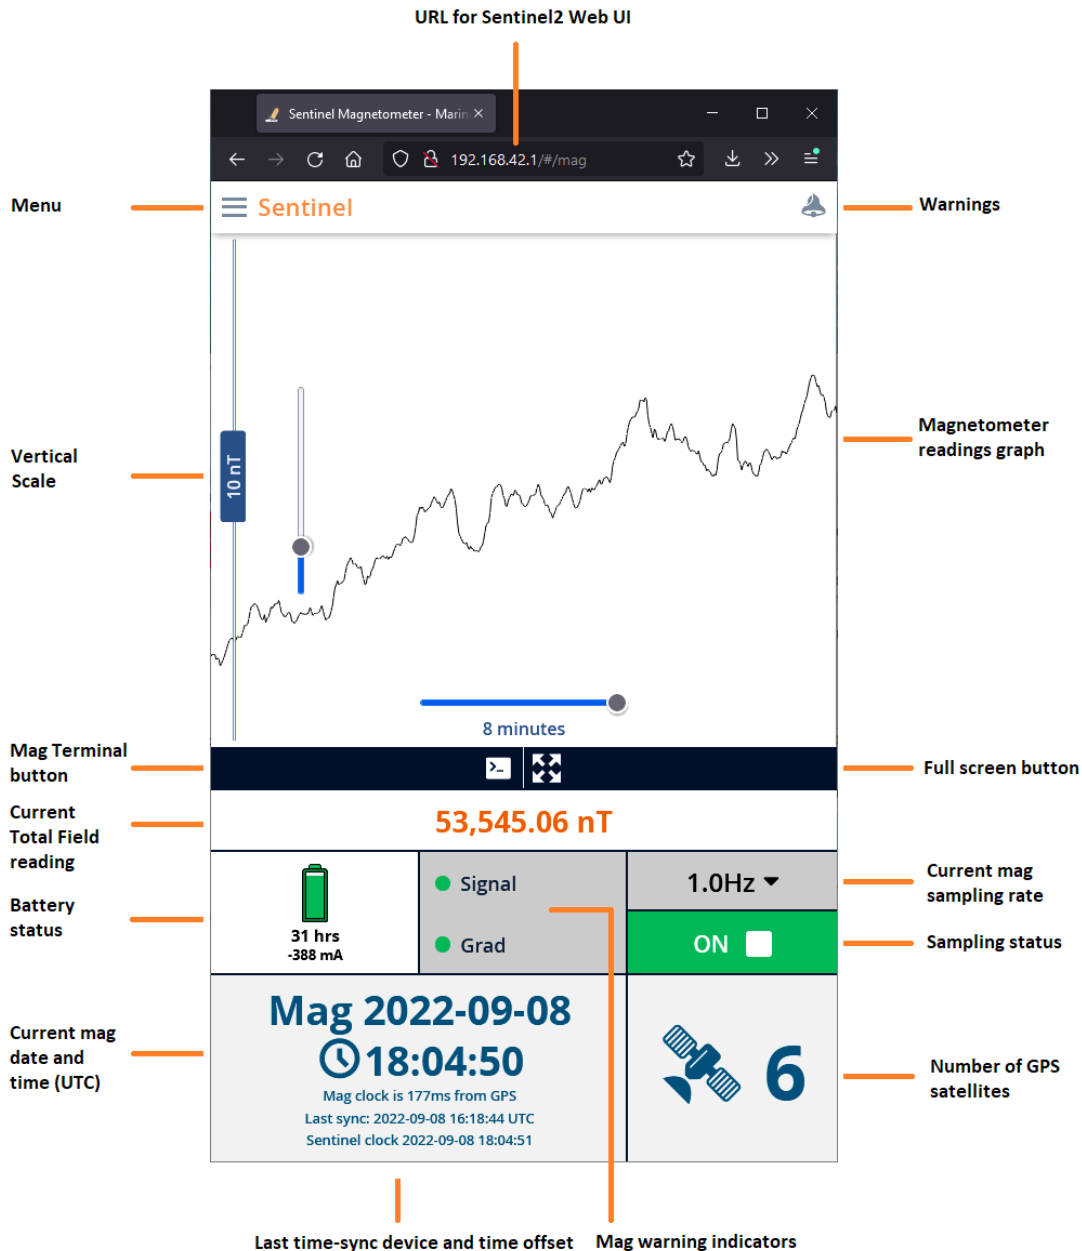 URL for Sentinel2 Web UI
Sentinel Magnetometer - Marin
192.168.42.1/#/mag
Menu
Sentinel
Warnings
Vertical
Scale
10 nT
Magnetometer
readings graph
8 minutes
Mag Terminal
button
Full screen button
Current
Total Field
reading
53,545.06 nT
Battery
status
31 hrs
-388 mA
Signal
Grad
1.0Hz
ON
Current mag
sampling rate
Sampling status
Current mag
date and
time (UTC)
Mag 2022-09-08
18:04:50
Mag clock is 177ms from GPS
Last sync: 2022-09-08 16:18:44 UTC
Sentinel clock 2022-09-08 18:04:51
6
Number of GPS
satellites
Last time-sync device and time offset
Mag warning indicators